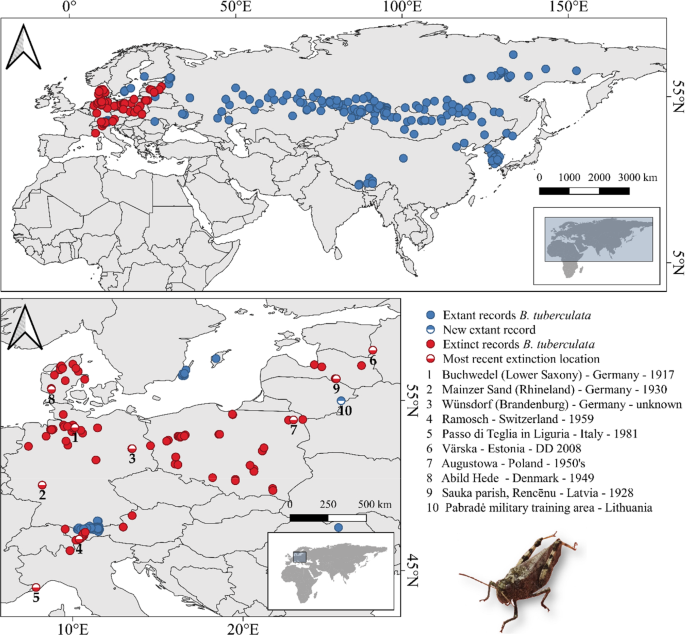 0°
50°E
100°E
150°E
55°N
5°N
0 1000 2000 3000 km
6
9
10
8
7
1
3
2
4
5
55°N
45°N
0 250 500 km
10°E
20°E
Extant records B. tuberculata
New extant record
Extinct records B. tuberculata
Most recent extinction location
1 Buchwedel (Lower Saxony) - Germany - 1917
2 Mainzer Sand (Rhineland) - Germany - 1930
3 Wünsdorf (Brandenburg) - Germany - unknown
4 Ramosch - Switzerland - 1959
5 Passo di Teglia in Liguria - Italy - 1981
6 Värska - Estonia - DD 2008
7 Augustowa - Poland - 1950's
8 Abild Hede - Denmark - 1949
9 Sauka parish, Rencēnu - Latvia - 1928
10 Pabradė military training area - Lithuania